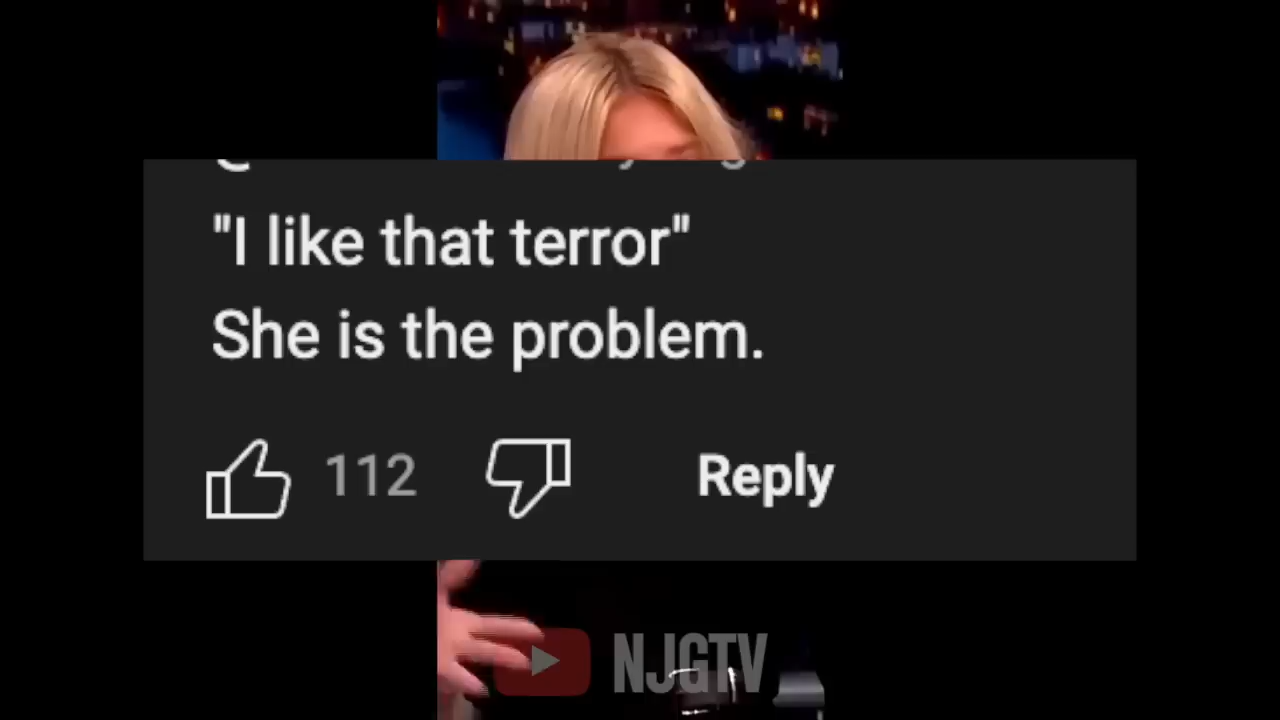 "I like that terror"
She is the problem.
112 Reply
NJGTV